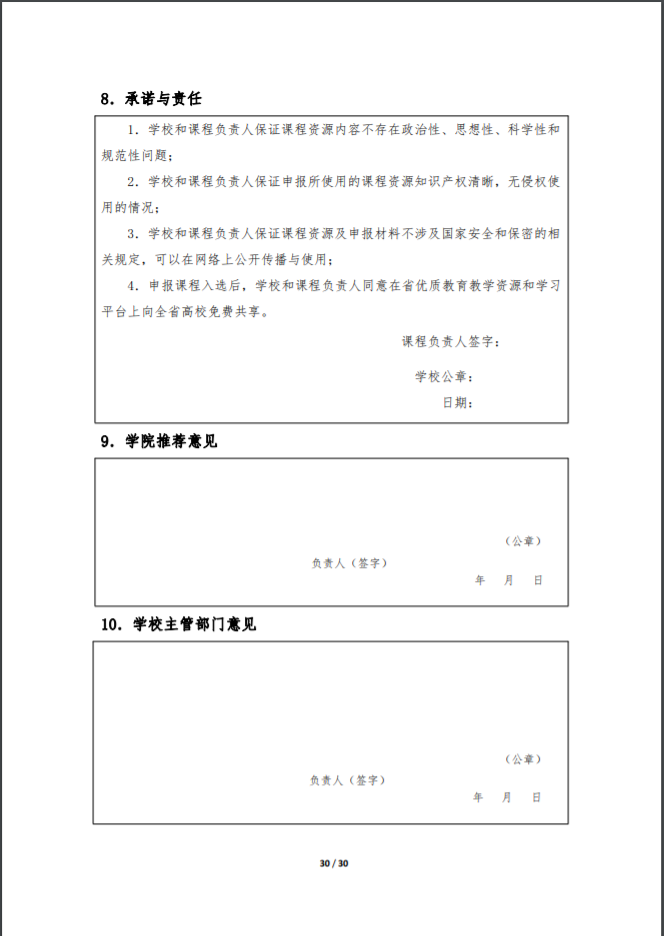 8. 承诺与责任
1. 学校和课程负责人保证课程资源内容不存在政治性、思想性、科学性和
规范性问题;
2. 学校和课程负责人保证申报所使用的课程资源知识产权清晰，无侵权使
用的情况;
3. 学校和课程负责人保证课程资源及申报材料不涉及国家安全和保密的相
关规定，可以在网络上公开传播与使用;
4. 申报课程入选后，学校和课程负责人同意在省优质教育教学资源和学习
平台上向全省高校免费共享。
课程负责人签字:
学校公章:
日期:
9. 学院推荐意见
（公章）
负责人（签字）
年 月 日
10. 学校主管部门意见
（公章）
负责人（签字）
年 月 日
30 / 30